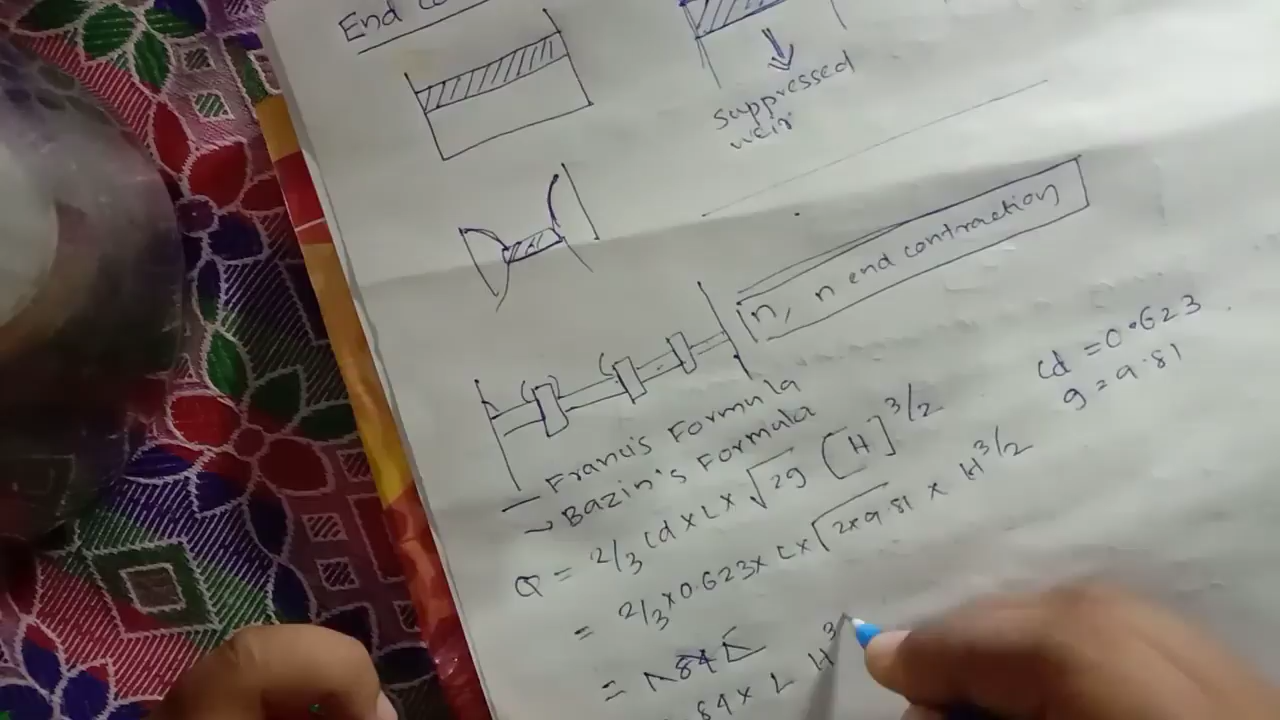 End
suppressed
weir
n, n end contraction
Francis Formula
Bazin's Formula
Cd = 0.623
g = 9.81
Q = 2/3 Cd x L x √2g [H]^3/2
= 2/3 x 0.623 x L x √2x9.81 x H^3/2
=
84 x L H^3